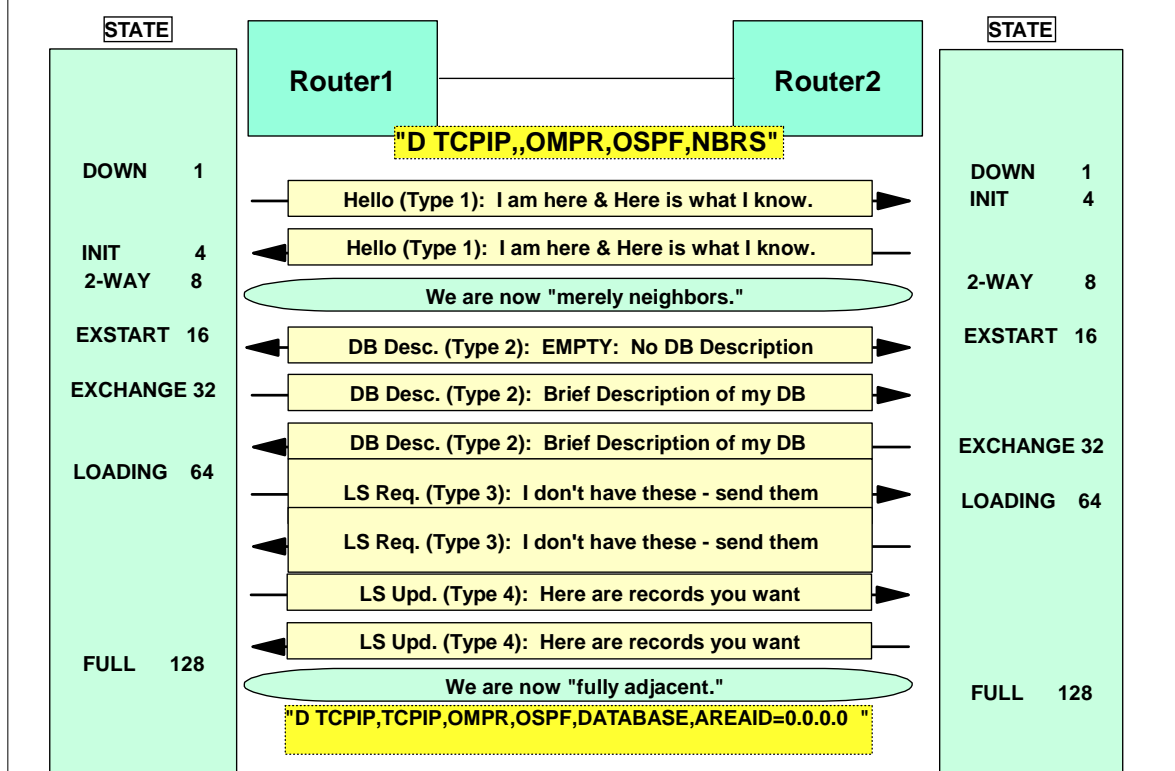 STATE
STATE
Router1
Router2
"D TCPIP,,OMPR,OSPF,NBRS"
DOWN 1
DOWN 1
Hello (Type 1): I am here & Here is what I know.
INIT 4
Hello (Type 1): I am here & Here is what I know.
INIT 4
2-WAY 8
We are now "merely neighbors."
2-WAY 8
EXSTART 16
DB Desc. (Type 2): EMPTY: No DB Description
EXSTART 16
EXCHANGE 32
DB Desc. (Type 2): Brief Description of my DB
DB Desc. (Type 2): Brief Description of my DB
EXCHANGE 32
LOADING 64
LS Req. (Type 3): I don't have these - send them
LOADING 64
LS Req. (Type 3): I don't have these - send them
LS Upd. (Type 4): Here are records you want
LS Upd. (Type 4): Here are records you want
FULL 128
We are now "fully adjacent."
FULL 128
"D TCPIP,TCPIP,OMPR,OSPF,DATABASE,AREAID=0.0.0.0 "